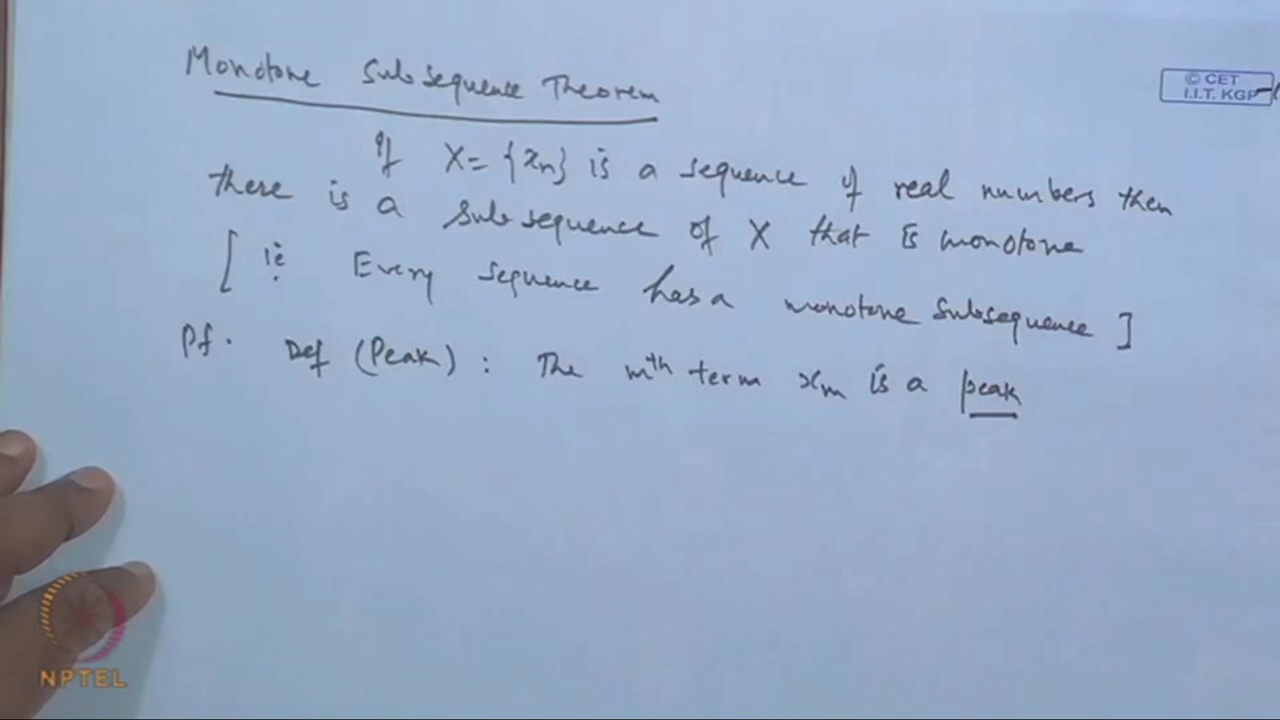 Monotone Subsequence Theorem
© CET
I.I.T. KGP
If X = {xn} is a sequence of real numbers then
there is a subsequence of X that is monotone
[ ie Every sequence has a monotone subsequence ]
Pf. Def (Peak) : The mth term xm is a peak
NPTEL